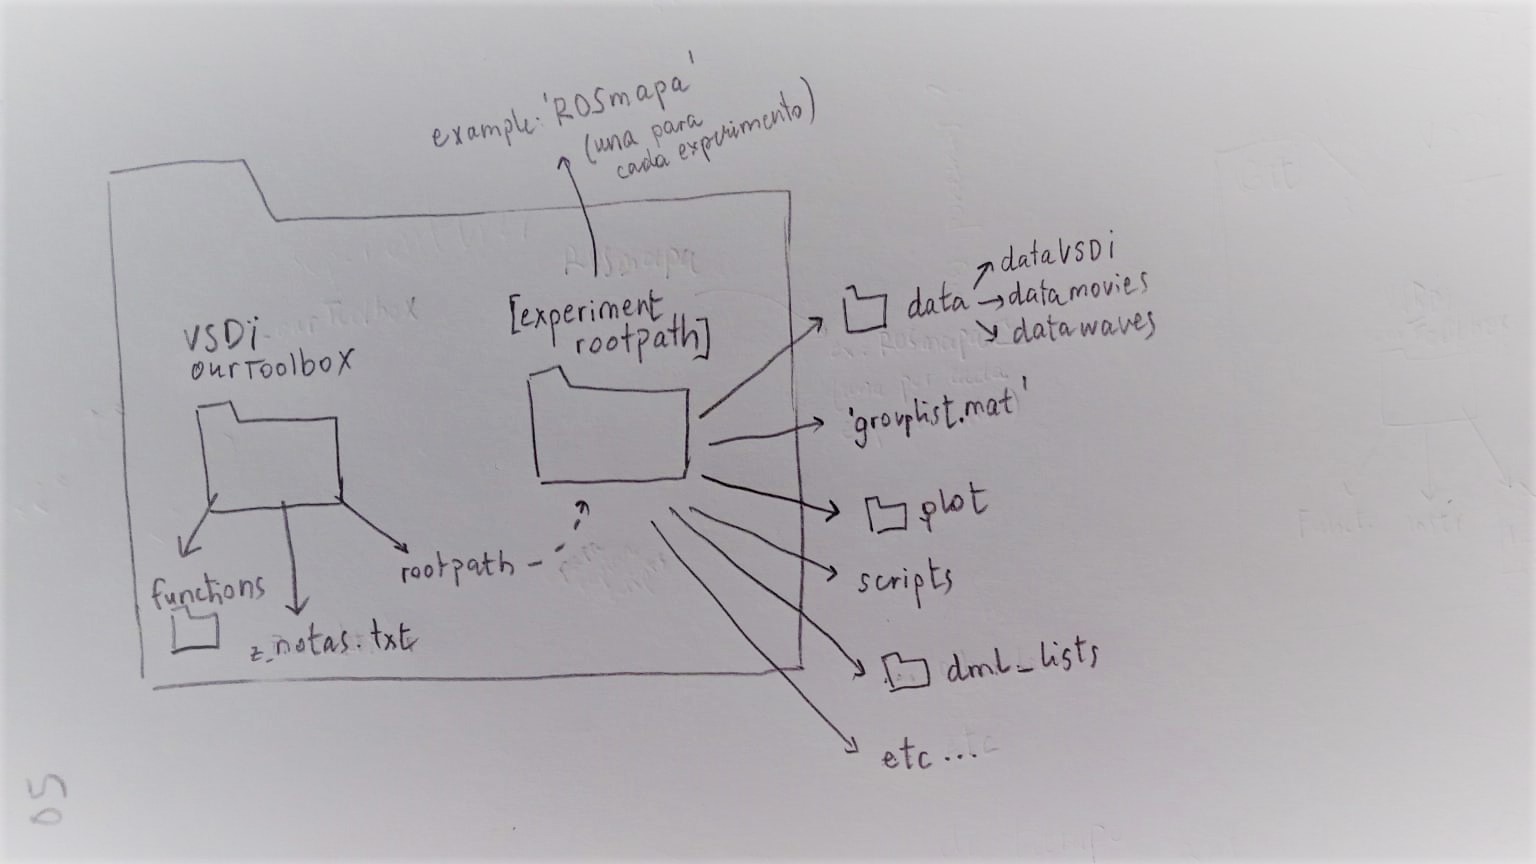 example: 'ROSmapa'
(una para
cada experimento)
VSDi
ourToolbox
[experiment
rootpath]
data
dataVSDi
datamovies
datawaves
'grouplist.mat'
plot
scripts
dml_lists
etc...
functions
z_notas.txt
rootpath
05